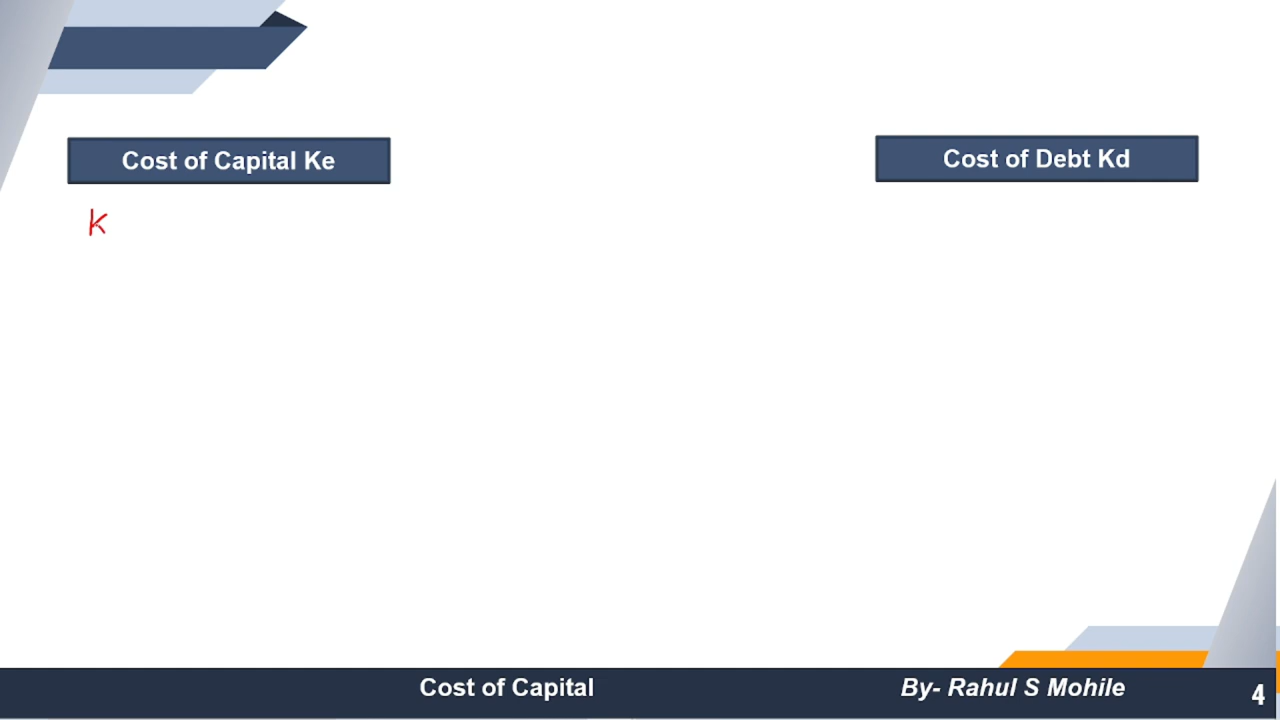 Cost of Capital Ke
Cost of Debt Kd
K
Cost of Capital
By- Rahul S Mohile
4